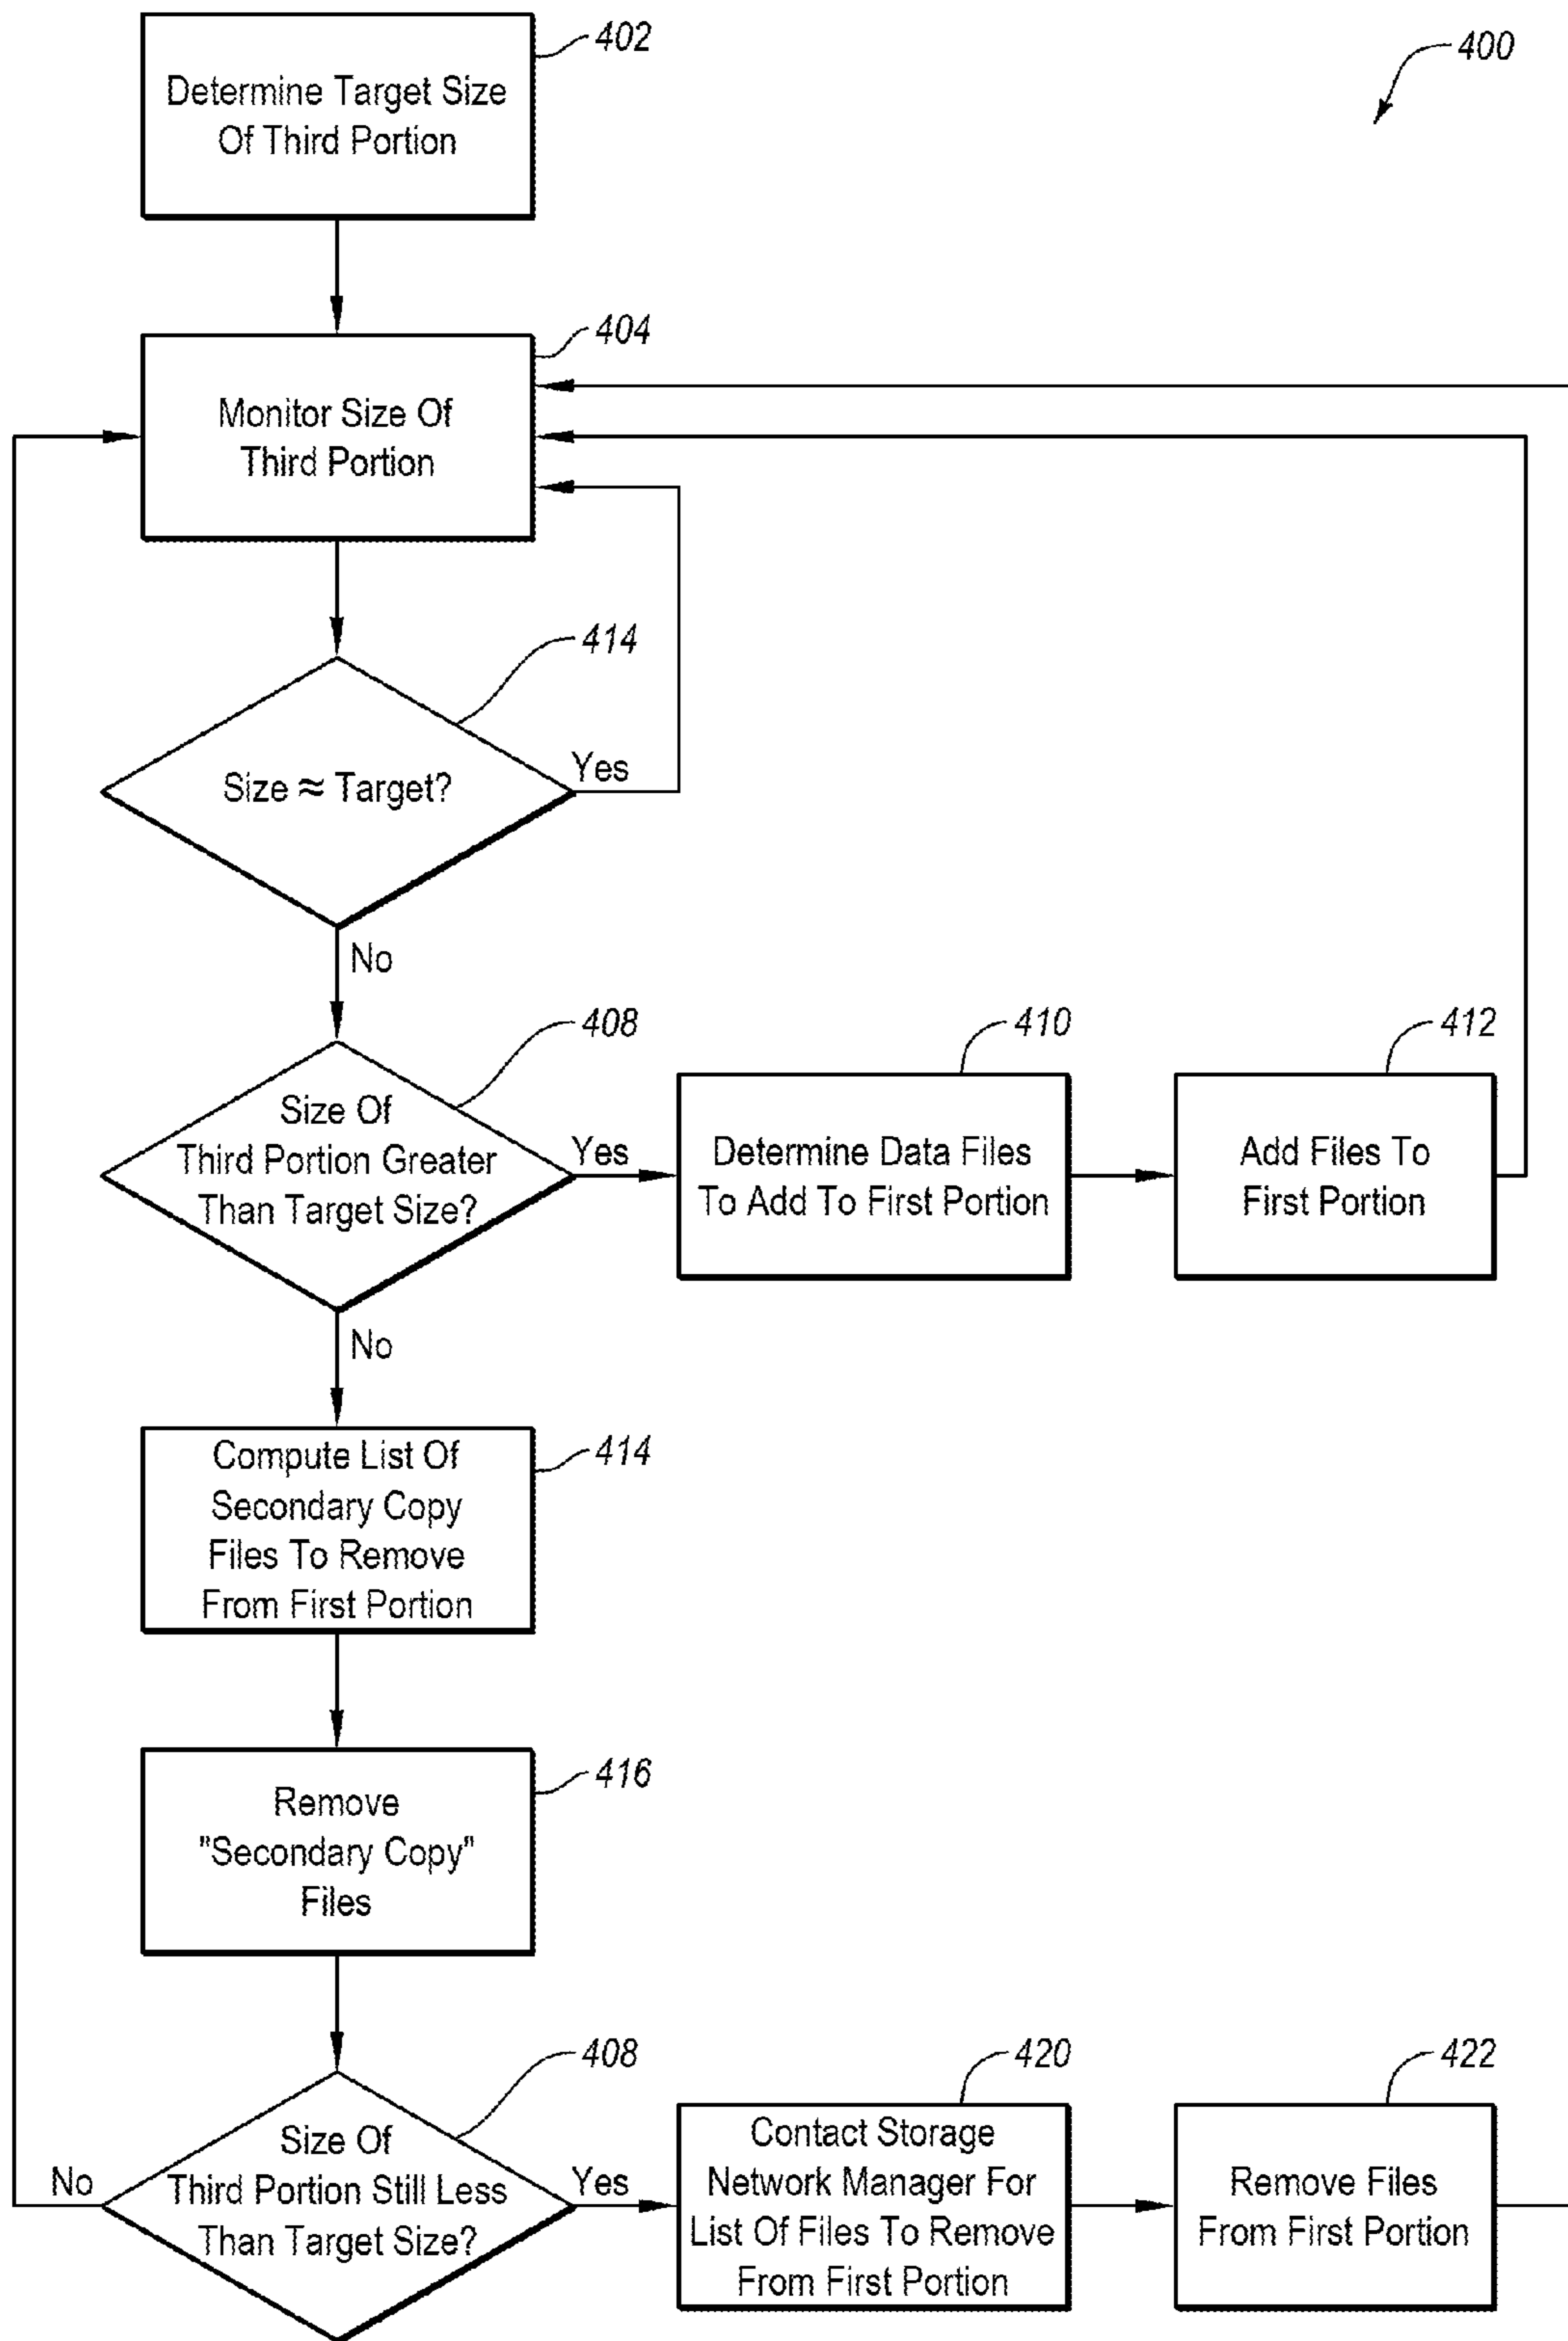 402
400
Determine Target Size
Of Third Portion
404
Monitor Size Of
Third Portion
414
Size ≈ Target?
Yes
No
408
410
412
Size Of
Third Portion Greater
Than Target Size?
Yes
Determine Data Files
To Add To First Portion
Add Files To
First Portion
No
414
Compute List Of
Secondary Copy
Files To Remove
From First Portion
416
Remove
"Secondary Copy"
Files
408
420
422
No
Size Of
Third Portion Still Less
Than Target Size?
Yes
Contact Storage
Network Manager For
List Of Files To Remove
From First Portion
Remove Files
From First Portion